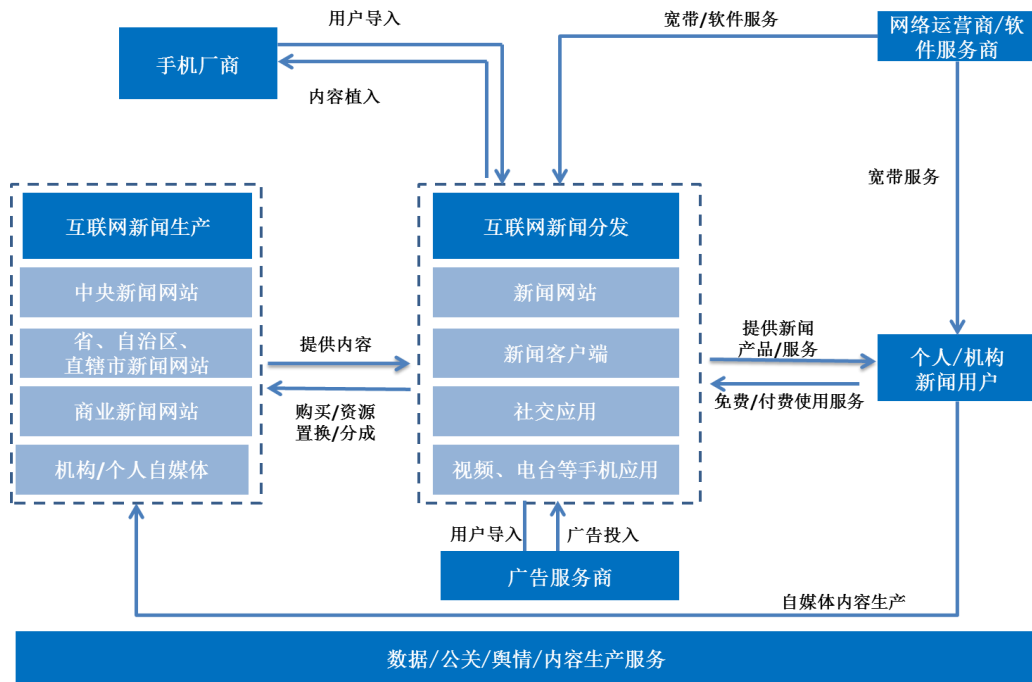 用户导入
手机厂商
内容植入
宽带/软件服务
网络运营商/软
件服务商
宽带服务
互联网新闻生产
中央新闻网站
省、自治区、
直辖市新闻网站
商业新闻网站
机构/个人自媒体
提供内容
购买/资源
置换/分成
互联网新闻分发
新闻网站
新闻客户端
社交应用
视频、电台等手机应用
提供新闻
产品/服务
免费/付费使用服务
个人/机构
新闻用户
用户导入
广告投入
广告服务商
自媒体内容生产
数据/公关/舆情/内容生产服务